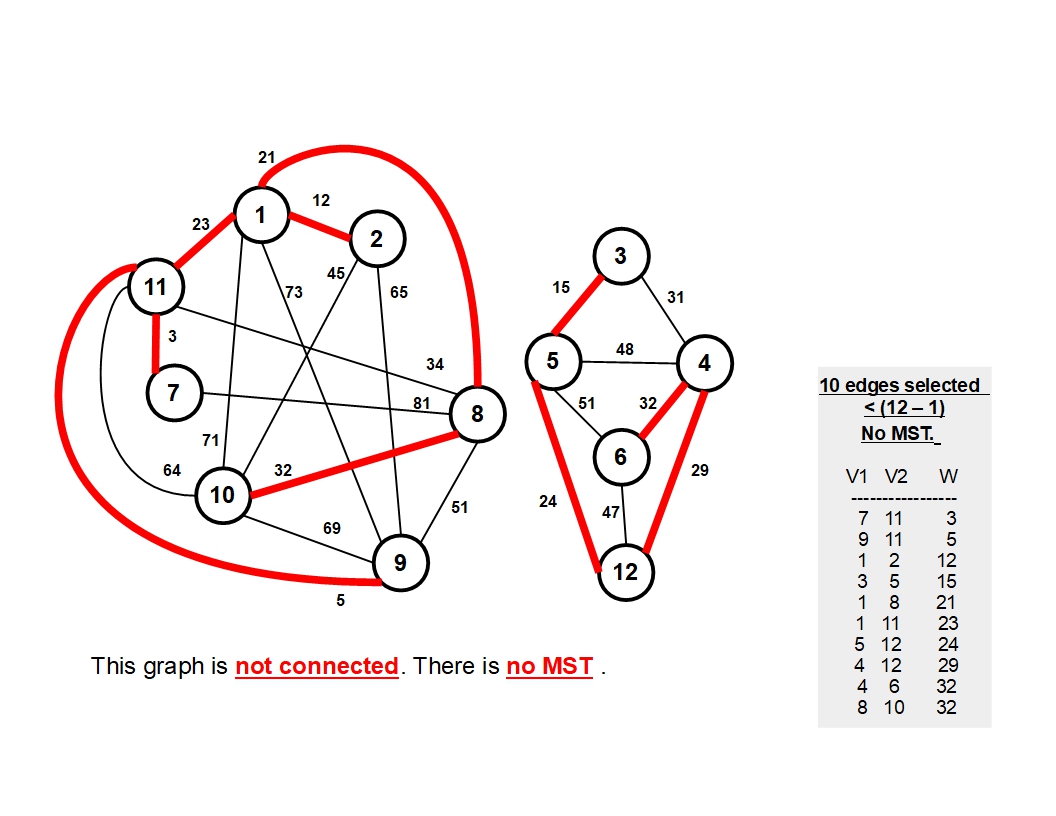 21
12
1
23
2
3
45
11
73
65
15
31
3
34
48
5
4
7
81
51
32
8
71
6
32
64
29
10
24
47
51
69
9
12
5
10 edges selected
< (12 – 1)
No MST.
V1 V2 W
-----------------
7 11 3
9 11 5
1 2 12
3 5 15
1 8 21
1 11 23
5 12 24
4 12 29
4 6 32
8 10 32
This graph is not connected. There is no MST .